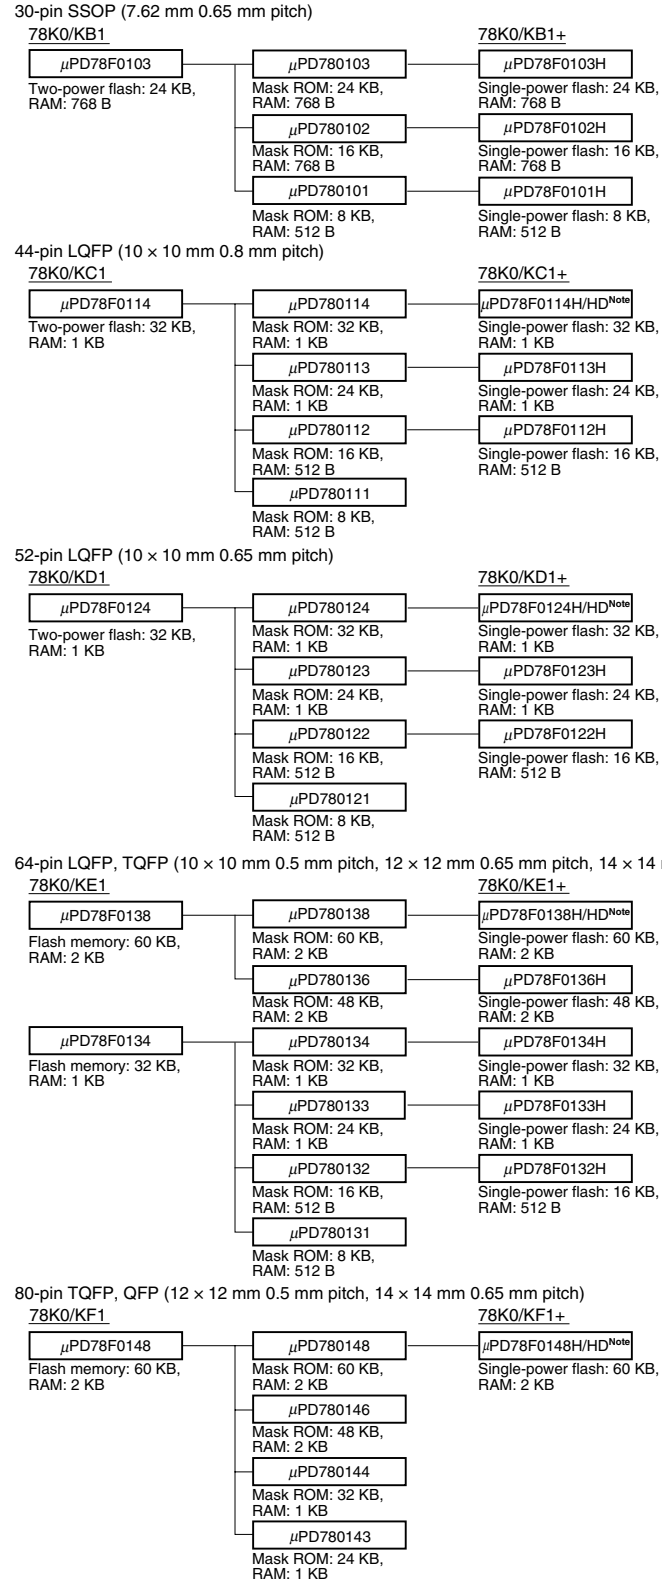 30-pin SSOP (7.62 mm 0.65 mm pitch)
78K0/KB1
78K0/KB1+
μPD78F0103
μPD780103
μPD78F0103H
Two-power flash: 24 KB,
RAM: 768 B
Mask ROM: 24 KB,
RAM: 768 B
Single-power flash: 24 KB,
RAM: 768 B
μPD780102
μPD78F0102H
Mask ROM: 16 KB,
RAM: 768 B
Single-power flash: 16 KB,
RAM: 768 B
μPD780101
μPD78F0101H
Mask ROM: 8 KB,
RAM: 512 B
Single-power flash: 8 KB,
RAM: 512 B
44-pin LQFP (10 × 10 mm 0.8 mm pitch)
78K0/KC1
78K0/KC1+
μPD78F0114
μPD780114
μPD78F0114H/HDNote
Two-power flash: 32 KB,
RAM: 1 KB
Mask ROM: 32 KB,
RAM: 1 KB
Single-power flash: 32 KB,
RAM: 1 KB
μPD780113
μPD78F0113H
Mask ROM: 24 KB,
RAM: 1 KB
Single-power flash: 24 KB,
RAM: 1 KB
μPD780112
μPD78F0112H
Mask ROM: 16 KB,
RAM: 512 B
Single-power flash: 16 KB,
RAM: 512 B
μPD780111
Mask ROM: 8 KB,
RAM: 512 B
52-pin LQFP (10 × 10 mm 0.65 mm pitch)
78K0/KD1
78K0/KD1+
μPD78F0124
μPD780124
μPD78F0124H/HDNote
Two-power flash: 32 KB,
RAM: 1 KB
Mask ROM: 32 KB,
RAM: 1 KB
Single-power flash: 32 KB,
RAM: 1 KB
μPD780123
μPD78F0123H
Mask ROM: 24 KB,
RAM: 1 KB
Single-power flash: 24 KB,
RAM: 1 KB
μPD780122
μPD78F0122H
Mask ROM: 16 KB,
RAM: 512 B
Single-power flash: 16 KB,
RAM: 512 B
μPD780121
Mask ROM: 8 KB,
RAM: 512 B
64-pin LQFP, TQFP (10 × 10 mm 0.5 mm pitch, 12 × 12 mm 0.65 mm pitch, 14 × 14
78K0/KE1
78K0/KE1+
μPD78F0138
μPD780138
μPD78F0138H/HDNote
Flash memory: 60 KB,
RAM: 2 KB
Mask ROM: 60 KB,
RAM: 2 KB
Single-power flash: 60 KB,
RAM: 2 KB
μPD780136
μPD78F0136H
Mask ROM: 48 KB,
RAM: 2 KB
Single-power flash: 48 KB,
RAM: 2 KB
μPD78F0134
μPD780134
μPD78F0134H
Flash memory: 32 KB,
RAM: 1 KB
Mask ROM: 32 KB,
RAM: 1 KB
Single-power flash: 32 KB,
RAM: 1 KB
μPD780133
μPD78F0133H
Mask ROM: 24 KB,
RAM: 1 KB
Single-power flash: 24 KB,
RAM: 1 KB
μPD780132
μPD78F0132H
Mask ROM: 16 KB,
RAM: 512 B
Single-power flash: 16 KB,
RAM: 512 B
μPD780131
Mask ROM: 8 KB,
RAM: 512 B
80-pin TQFP, QFP (12 × 12 mm 0.5 mm pitch, 14 × 14 mm 0.65 mm pitch)
78K0/KF1
78K0/KF1+
μPD78F0148
μPD780148
μPD78F0148H/HDNote
Flash memory: 60 KB,
RAM: 2 KB
Mask ROM: 60 KB,
RAM: 2 KB
Single-power flash: 60 KB,
RAM: 2 KB
μPD780146
Mask ROM: 48 KB,
RAM: 2 KB
μPD780144
Mask ROM: 32 KB,
RAM: 1 KB
μPD780143
Mask ROM: 24 KB,
RAM: 1 KB